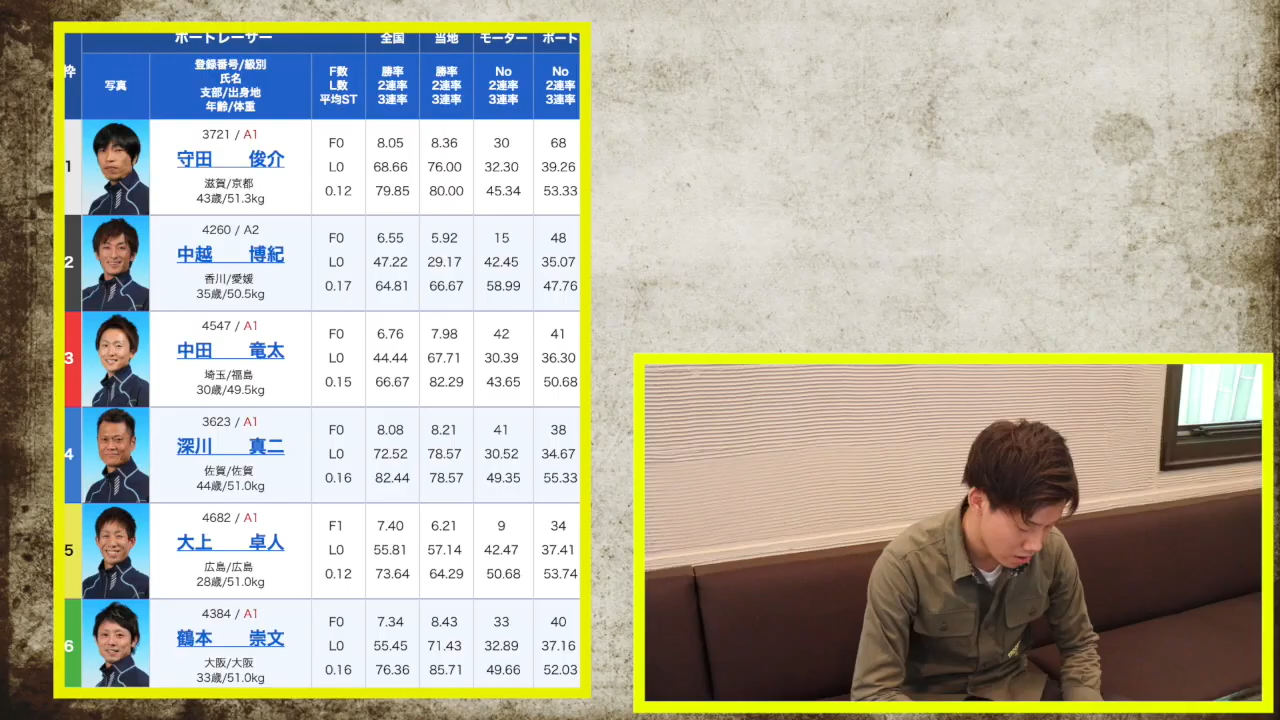 ボートレーサー 全国 当地 モーター ボート
枠 写真 登録番号/級別 氏名 支部/出身地 年齢/体重 F数 L数 平均ST 勝率 2連率 3連率 勝率 2連率 3連率 No 2連率 3連率 No 2連率 3連率
3721 / A1
F0 8.05 8.36 30 68
1 守田 俊介 L0 68.66 76.00 32.30 39.26
滋賀/京都 0.12 79.85 80.00 45.34 53.33
43歳/51.3kg
4260 / A2
F0 6.55 5.92 15 48
2 中越 博紀 L0 47.22 29.17 42.45 35.07
香川/愛媛 0.17 64.81 66.67 58.99 47.76
35歳/50.5kg
4547 / A1
F0 6.76 7.98 42 41
3 中田 竜太 L0 44.44 67.71 30.39 36.30
埼玉/福島 0.15 66.67 82.29 43.65 50.68
30歳/49.5kg
3623 / A1
F0 8.08 8.21 41 38
4 深川 真二 L0 72.52 78.57 30.52 34.67
佐賀/佐賀 0.16 82.44 78.57 49.35 55.33
44歳/51.0kg
4682 / A1
F1 7.40 6.21 9 34
5 大上 卓人 L0 55.81 57.14 42.47 37.41
広島/広島 0.12 73.64 64.29 50.68 53.74
28歳/51.0kg
4384 / A1
F0 7.34 8.43 33 40
6 鶴本 崇文 L0 55.45 71.43 32.89 37.16
大阪/大阪 0.16 76.36 85.71 49.66 52.03
33歳/51.0kg